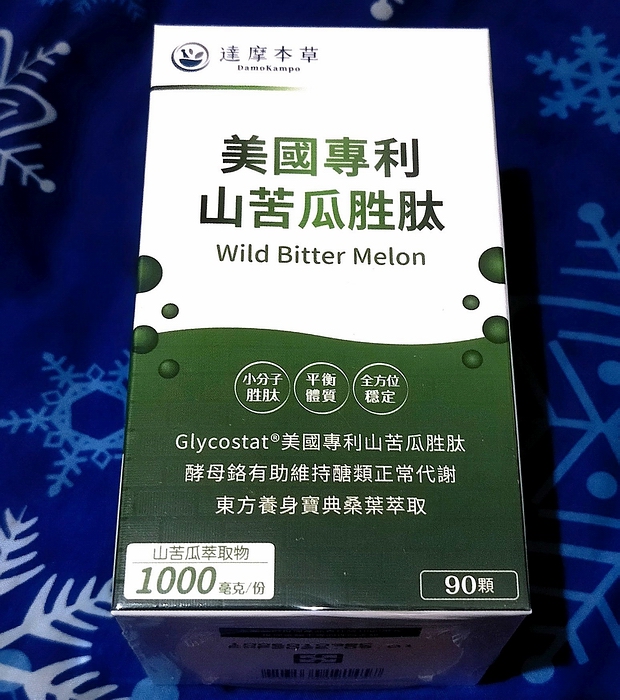 達摩本草
DamoKampo
美國專利
山苦瓜胜肽
Wild Bitter Melon
小分子
胜肽
平衡
體質
全方位
穩定
Glycostat®美國專利山苦瓜胜肽
酵母鉻有助維持醣類正常代謝
東方養身寶典桑葉萃取
山苦瓜萃取物
1000毫克/份
90顆